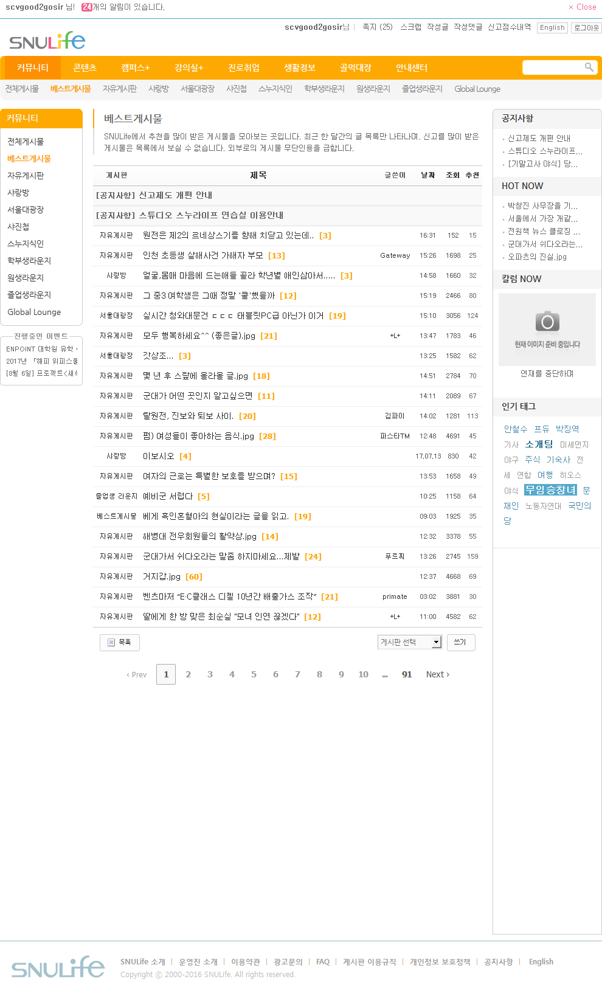 scvgood2gosir 님! 24개의 알림이 있습니다. × Close
scvgood2gosir님 | 쪽지 (25) 스크랩 작성글 작성댓글 신고점수내역 English 로그아웃
SNULife
커뮤니티 콘텐츠 캠퍼스+ 강의실+ 진로취업 생활정보 골목대장 안내센터
전체게시물 베스트게시물 자유게시판 샤랑방 서울대광장 샤진첩 스누지식인 학부생라운지 원생라운지 졸업생라운지 Global Lounge
커뮤니티
전체게시물
베스트게시물
자유게시판
샤랑방
서울대광장
샤진첩
스누지식인
학부생라운지
원생라운지
졸업생라운지
Global Lounge
진행중인 이벤트
ENPOINT 대학원 유학
2017년 「해피 위피스쿨
[8월 6일] 프로젝트<새싹
베스트게시물
SNULife에서 추천을 많이 받은 게시물을 모아보는 곳입니다. 최근 한 달간의 글 목록만 나타나며, 신고를 많이 받은
게시물은 목록에서 보실 수 없습니다. 외부로의 게시물 무단인용을 금합니다.
게시판 제목 글쓴이 날짜 조회 추천
[공지사항] 신고제도 개편 안내
[공지사항] 스튜디오 스누라이프 연습실 이용안내
자유게시판 원전은 제2의 르네상스기를 향해 치닫고 있는데.. [3] 16:31 152 15
자유게시판 인천 초등생 살해사건 가해자 부모 [13] Gateway 15:26 1698 25
샤랑방 얼굴,몸매 마음에 드는애들 골라 학년별 애인삼아서..... [3] 14:58 1660 32
자유게시판 그 중3 여학생은 그때 정말 '쿨'했을까 [12] 15:19 2466 80
서울대광장 실시간 청와대문건 ㄷㄷㄷ 태블릿PC급 아닌가 이거 [19] 15:10 3056 124
자유게시판 모두 행복하세요^^ (좋은글).jpg [21] +L+ 13:47 1783 46
서울대광장 갓상조... [3] 13:25 1582 62
자유게시판 몇 년 후 스랖에 올라올 글.jpg [18] 14:51 2784 70
자유게시판 군대가 어떤 곳인지 알고싶으면 [11] 14:11 2089 67
자유게시판 탈원전, 진보와 퇴보 사이. [20] 김파이 14:02 1281 113
자유게시판 펌) 여성들이 좋아하는 음식.jpg [28] 파스타TM 12:48 4691 45
샤랑방 이보시오 [4] 17.07.13 830 42
자유게시판 여자의 근로는 특별한 보호를 받으며? [15] 13:53 1658 49
졸업생 라운지 예비군 서럽다 [5] 10:25 1158 64
베스트게시물 베게 흑인혼혈아의 현실이라는 글을 읽고. [19] 09:03 1925 35
자유게시판 해병대 전우회원들의 활약상.jpg [14] 12:32 3378 55
자유게시판 군대가서 쉬다오라는 말좀 하지마세요...제발 [24] 푸르찌 13:26 2745 159
자유게시판 거지갑.jpg [60] 12:37 4668 69
자유게시판 벤츠마저 “E·C클래스 디젤 10년간 배출가스 조작” [21] primate 03:02 3881 30
자유게시판 딸에게 한 방 맞은 최순실 "모녀 인연 끊겠다" [12] +L+ 11:00 4582 62
목록 게시판 선택 쓰기
‹ Prev 1 2 3 4 5 6 7 8 9 10 ... 91 Next ›
공지사항
신고제도 개편 안내
스튜디오 스누라이프...
[기말고사 야식] 당...
HOT NOW
박창진 사무장을 기...
서울에서 가장 개같...
전원책 뉴스 클로징 ...
군대가서 쉬다오라는...
오파츠의 진실.jpg
칼럼 NOW
현재 이미지 준비 중입니다
연재를 중단하며
인기 태그
안철수 프듀 박징역
기사 소개팅 미세먼지
야구 주식 기숙사 전
세 연합 여행 히오스
야식 무임승창녀 문
재인 노동자연대 국민의
당
SNULife
SNULife 소개 | 운영진 소개 | 이용약관 | 광고문의 | FAQ | 게시판 이용규칙 | 개인정보 보호정책 | 공지사항 | English
Copyright ⓒ 2000-2016 SNULife. All rights reserved.